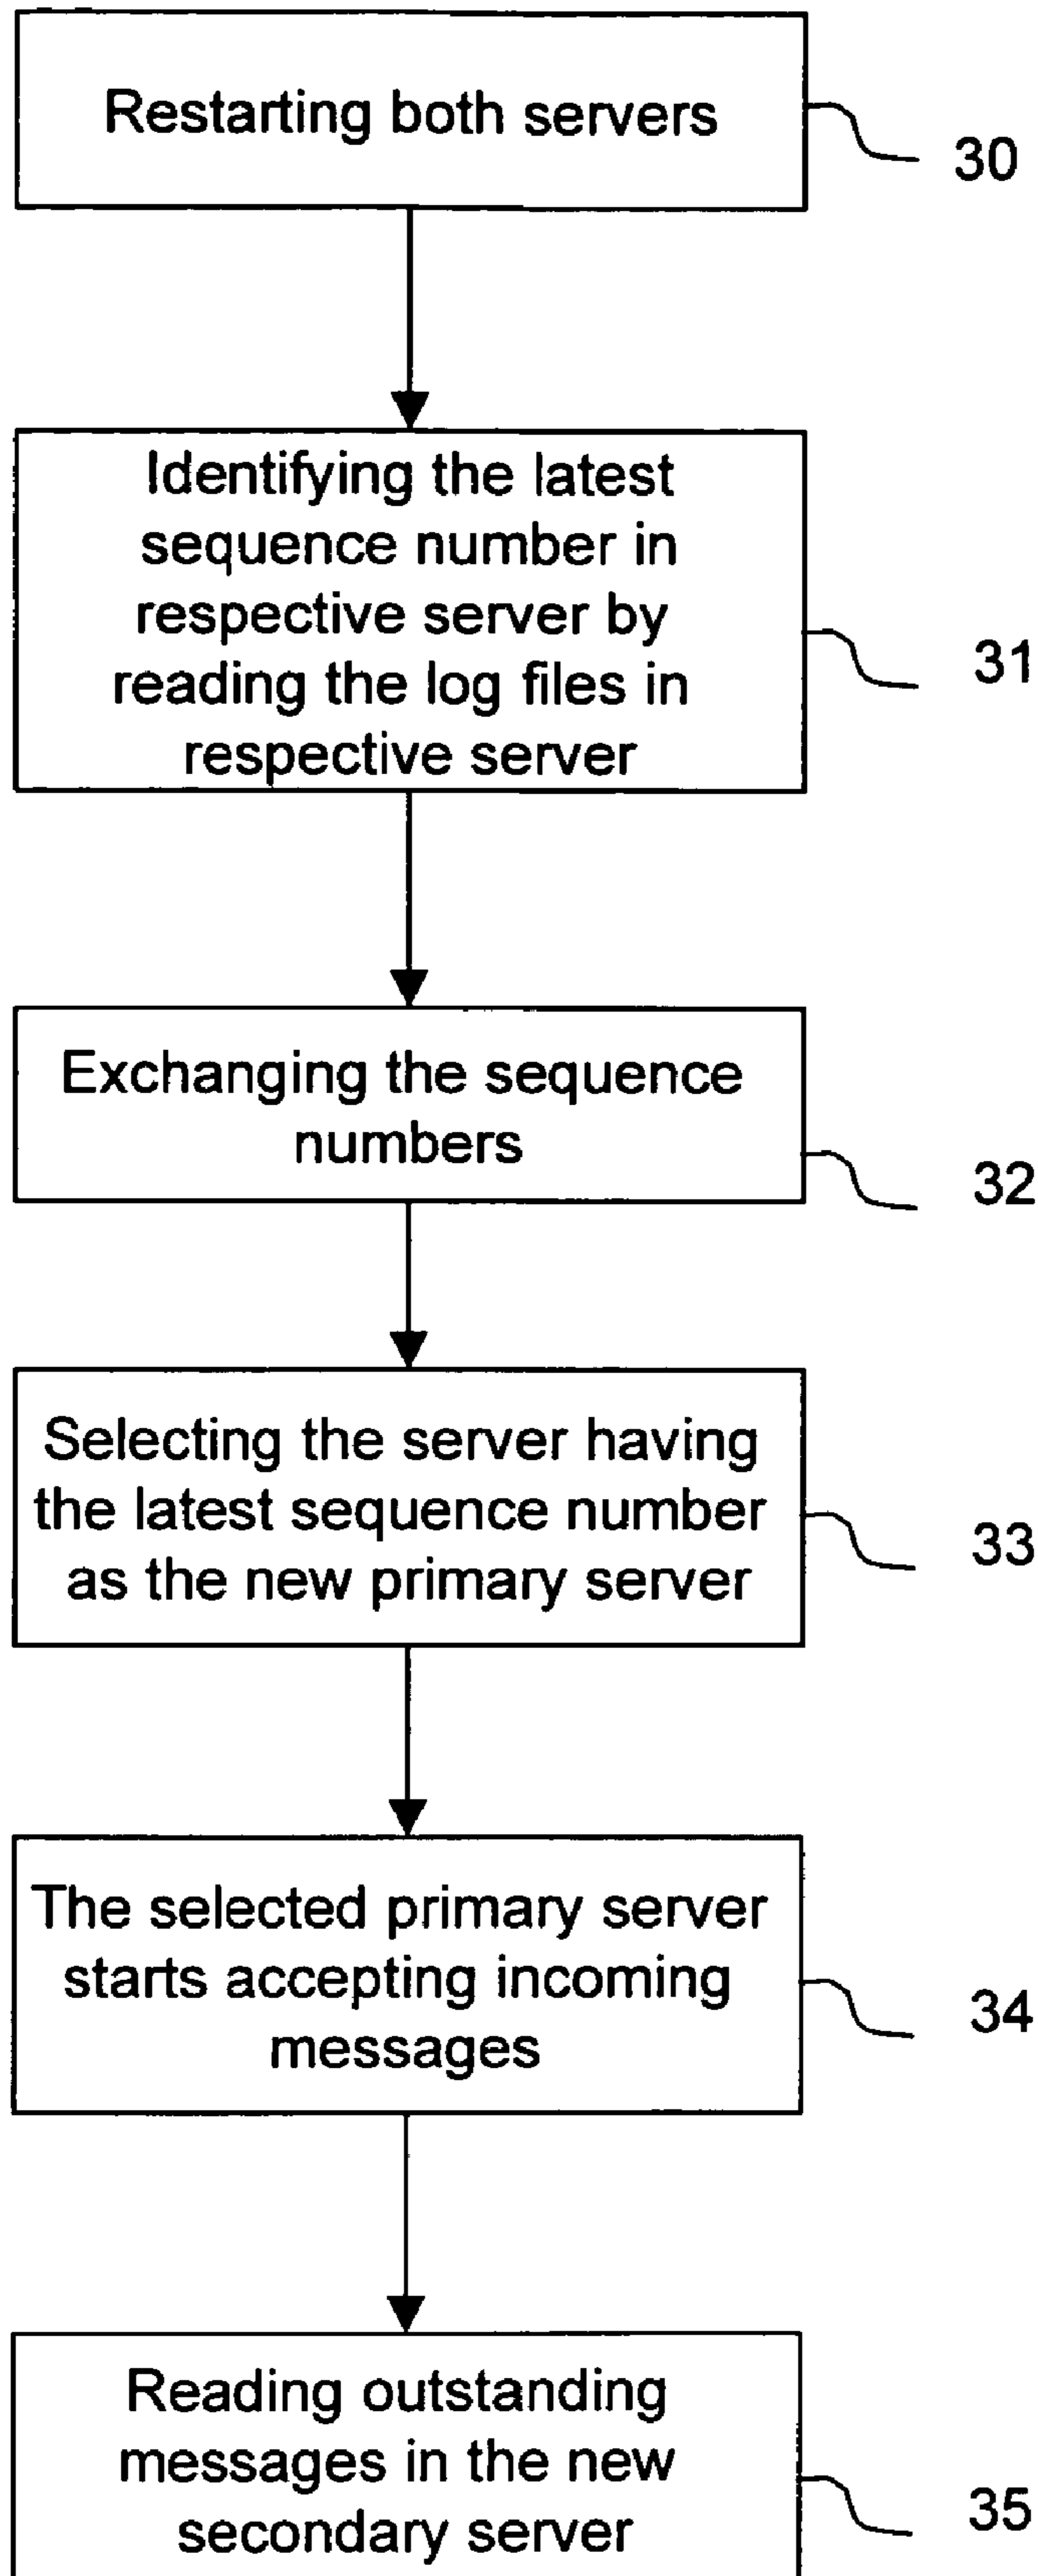 Restarting both servers
30
Identifying the latest
sequence number in
respective server by
reading the log files in
respective server
31
Exchanging the sequence
numbers
32
Selecting the server having
the latest sequence number
as the new primary server
33
The selected primary server
starts accepting incoming
messages
34
Reading outstanding
messages in the new
secondary server
35